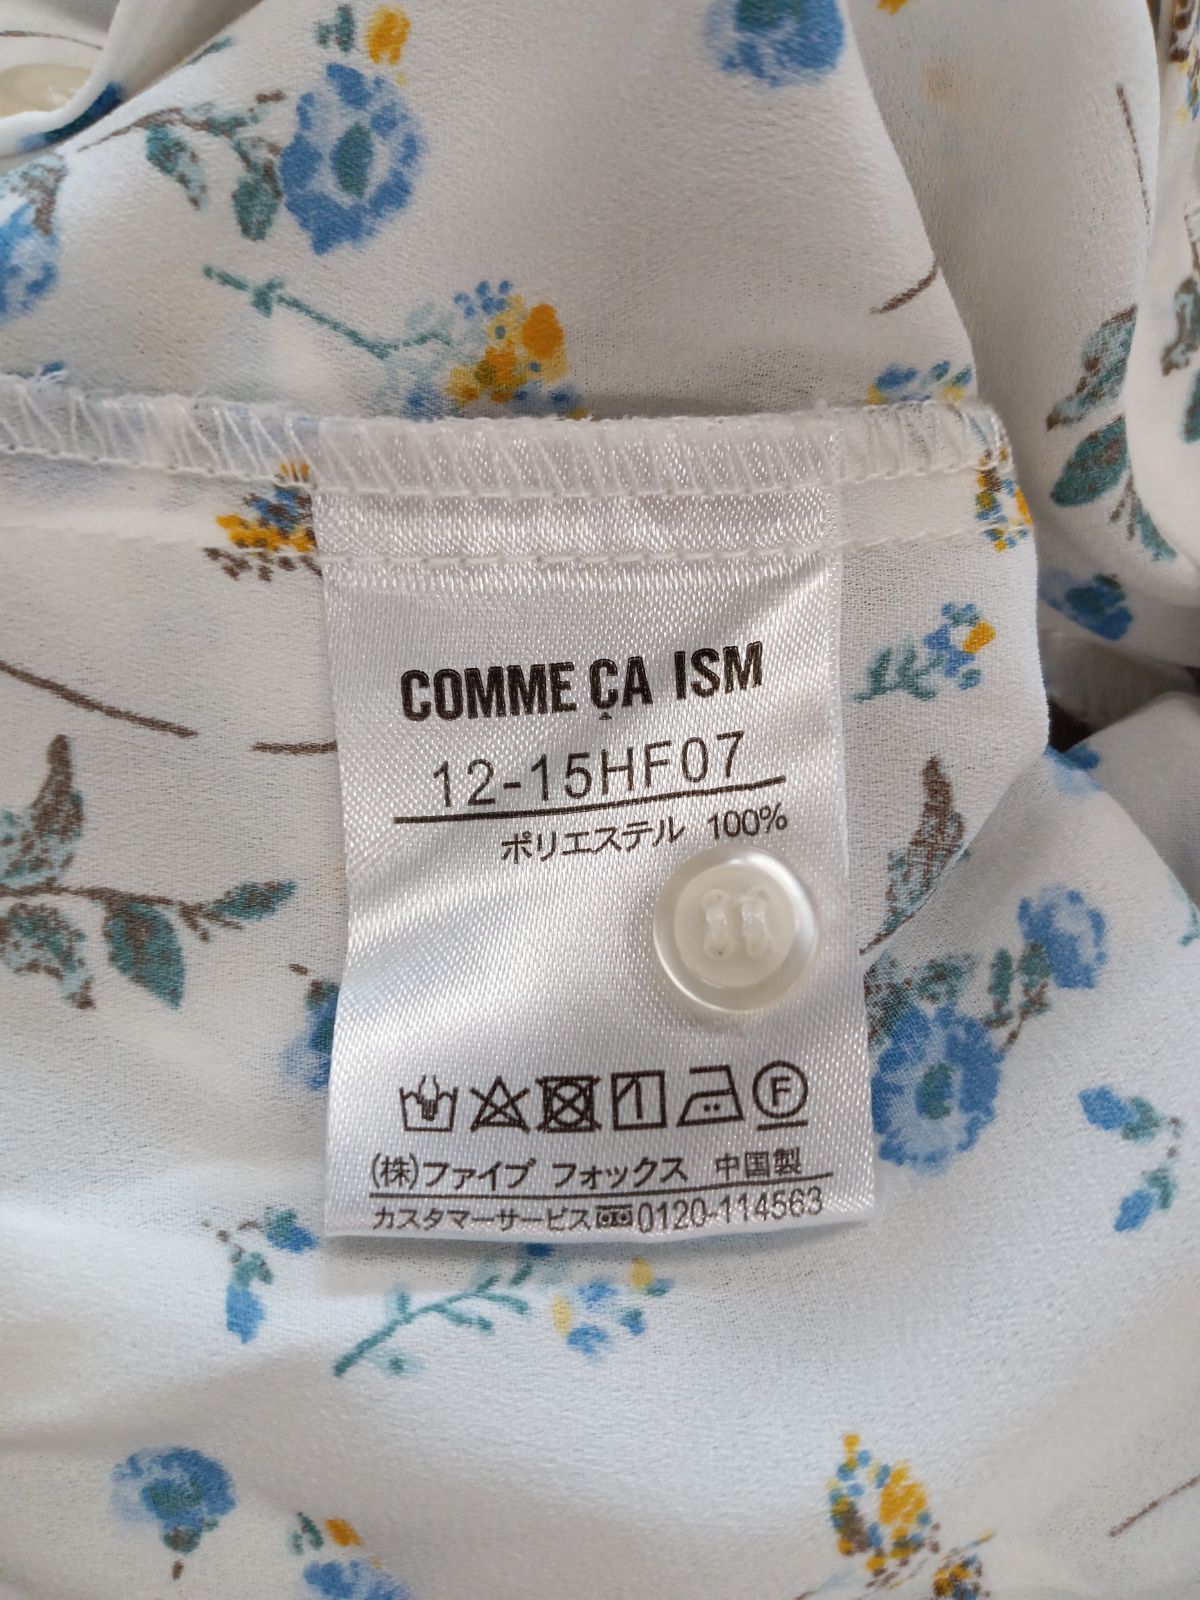 COMME ÇA ISM
12-15HF07
ポリエステル 100%
F
(株)ファイブ フォックス 中国製
カスタマーサービス 0120-114563